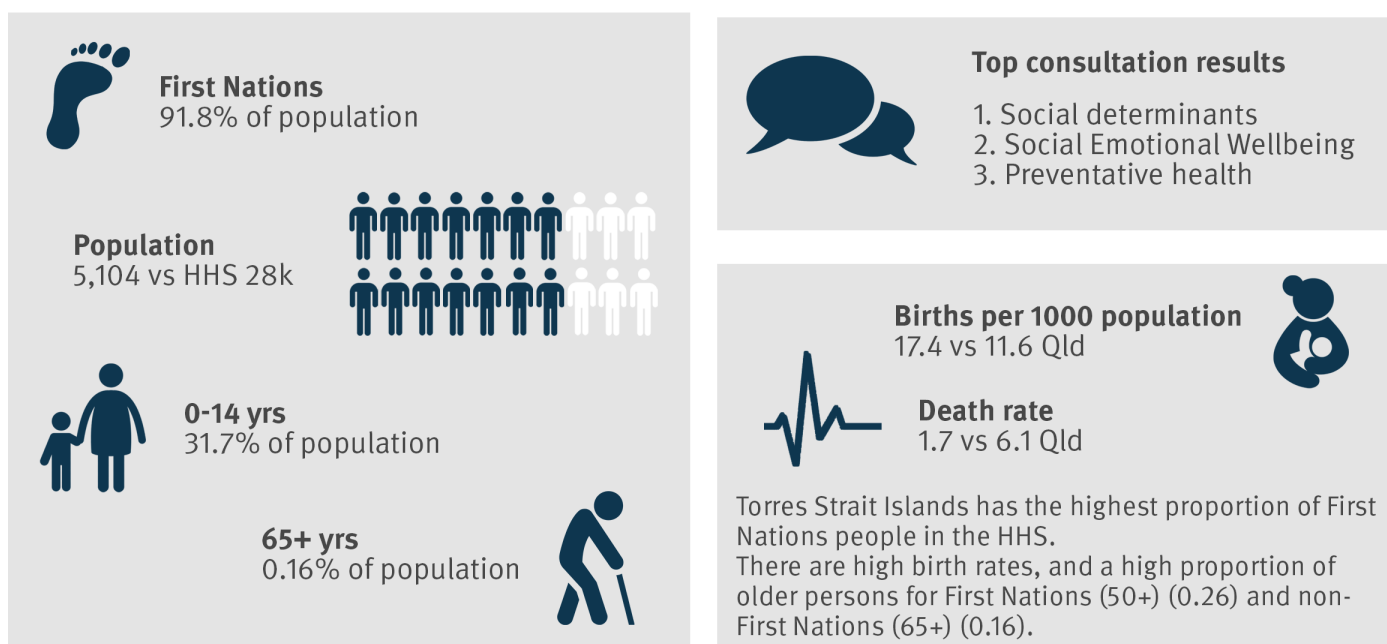 First Nations
91.8% of population
Population
5,104 vs HHS 28k
0-14 yrs
31.7% of population
65+ yrs
0.16% of population
Top consultation results
1. Social determinants
2. Social Emotional Wellbeing
3. Preventative health
Births per 1000 population
17.4 vs 11.6 Qld
Death rate
1.7 vs 6.1 Qld
Torres Strait Islands has the highest proportion of First
Nations people in the HHS.
There are high birth rates, and a high proportion of
older persons for First Nations (50+) (0.26) and non-
First Nations (65+) (0.16).